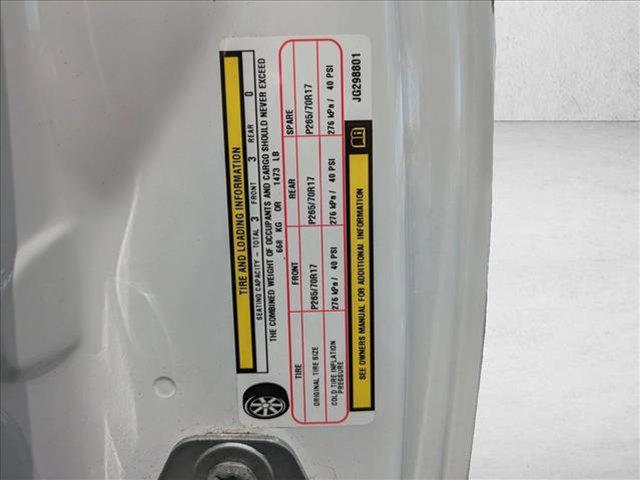 TIRE AND LOADING INFORMATION
SEATING CAPACITY - TOTAL 3 FRONT 3 REAR 0
THE COMBINED WEIGHT OF OCCUPANTS AND CARGO SHOULD NEVER EXCEED
668 KG OR 1473 LB
TIRE FRONT REAR SPARE
ORIGINAL TIRE SIZE P265/70R17 P265/70R17 P265/70R17
COLD TIRE INFLATION PRESSURE 276 kPa / 40 PSI 276 kPa / 40 PSI 276 kPa / 40 PSI
SEE OWNERS MANUAL FOR ADDITIONAL INFORMATION
JG298801